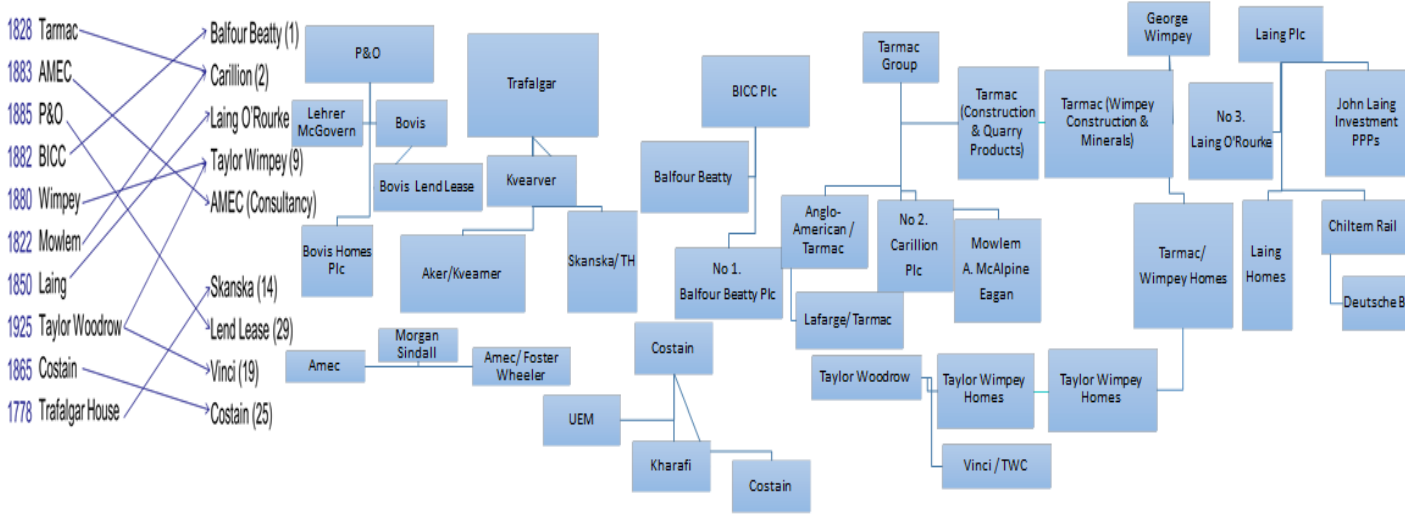 1828 Tarmac
1883 AMEC
1885 P&O
1882 BICC
1880 Wimpey
1822 Mowlem
1850 Laing
1925 Taylor Woodrow
1865 Costain
1778 Trafalgar House
Balfour Beatty (1)
Carillion (2)
Laing O'Rourke
Taylor Wimpey (9)
AMEC (Consultancy)
Skanska (14)
Lend Lease (29)
Vinci (19)
Costain (25)
P&O
Lehrer
McGovern
Bovis
Bovis Lend Lease
Bovis Homes
Plc
Trafalgar
Kvearver
Aker/Kveamer
Skanska/ TH
Amec
Morgan
Sindall
Amec/ Foster
Wheeler
BICC Plc
Balfour Beatty
No 1.
Balfour Beatty Plc
Costain
UEM
Kharafi
Costain
Tarmac
Group
Anglo-
American /
Tarmac
Lafarge/ Tarmac
No 2.
Carillion
Plc
Mowlem
A. McAlpine
Eagan
Tarmac
(Construction
& Quarry
Products)
Tarmac (Wimpey
Construction &
Minerals)
George
Wimpey
Tarmac/
Wimpey Homes
Taylor Woodrow
Taylor Wimpey
Homes
Taylor Wimpey
Homes
Vinci / TWC
Laing Plc
No 3.
Laing O'Rourke
John Laing
Investment
PPPs
Laing
Homes
Chiltern Rail
Deutsche B